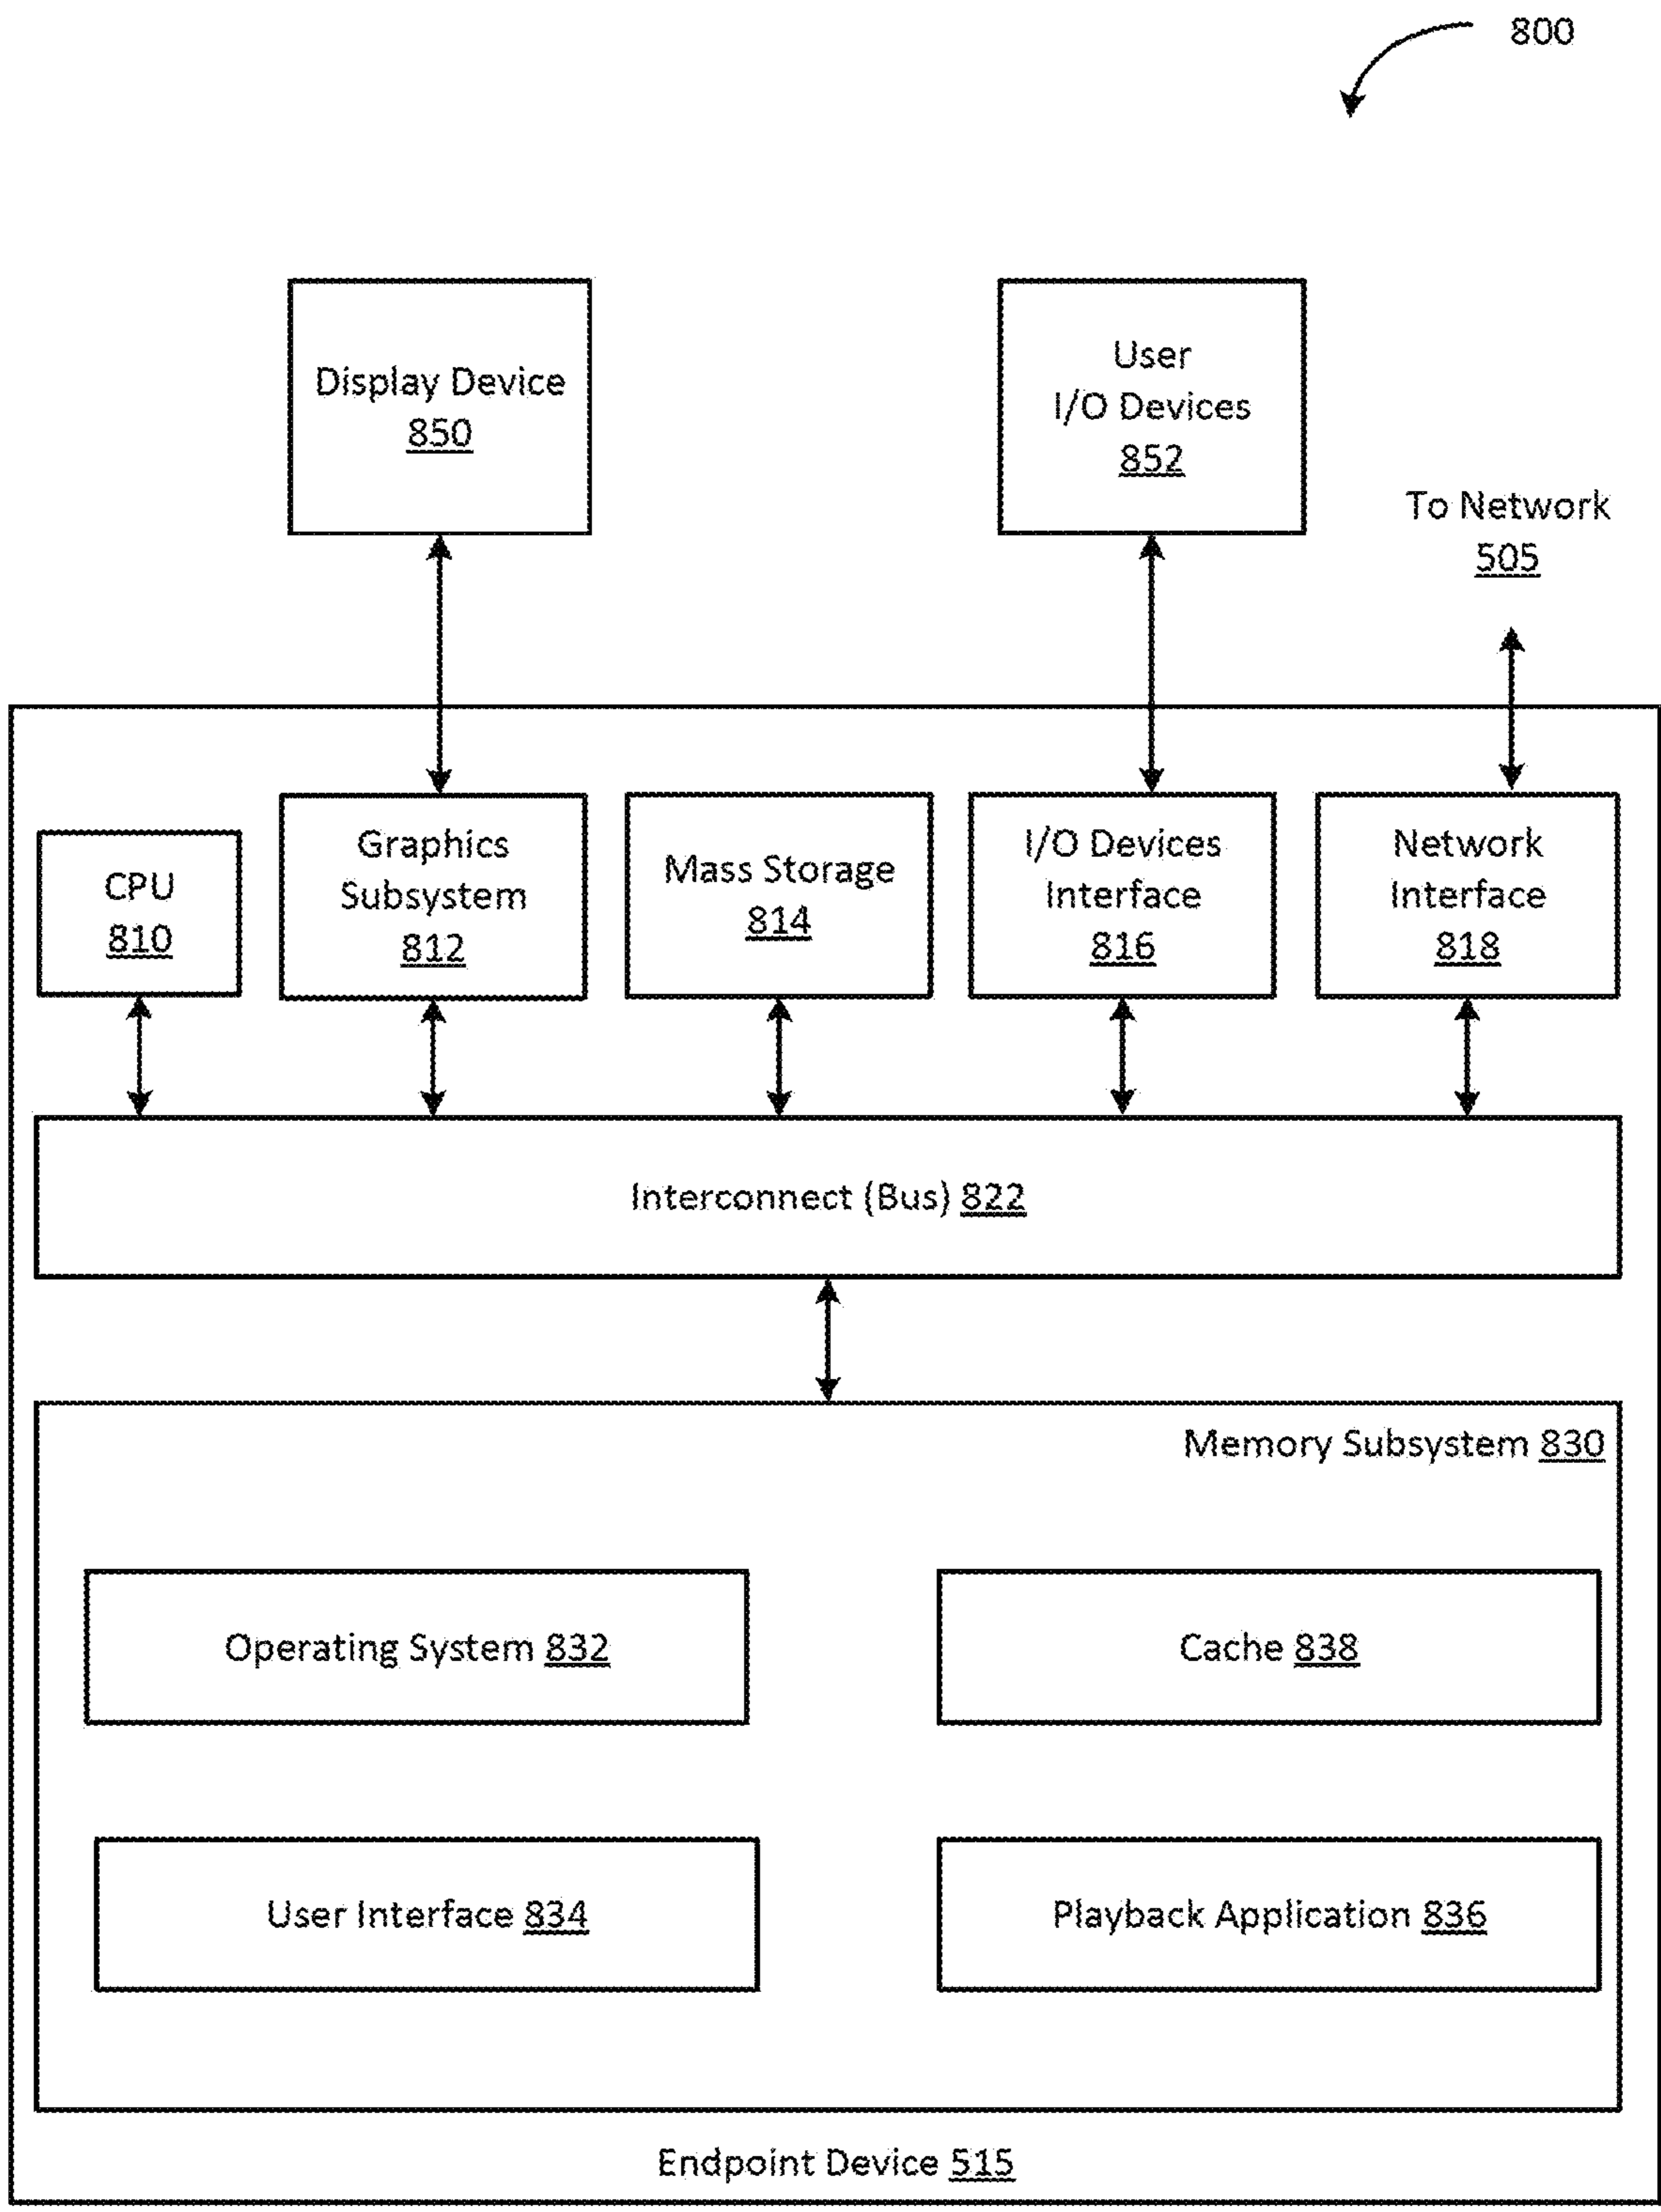 800
Display Device
850
User
I/O Devices
852
To Network
505
CPU
810
Graphics
Subsystem
812
Mass Storage
814
I/O Devices
Interface
816
Network
Interface
818
Interconnect (Bus) 822
Memory Subsystem 830
Operating System 832
Cache 838
User Interface 834
Playback Application 836
Endpoint Device 515